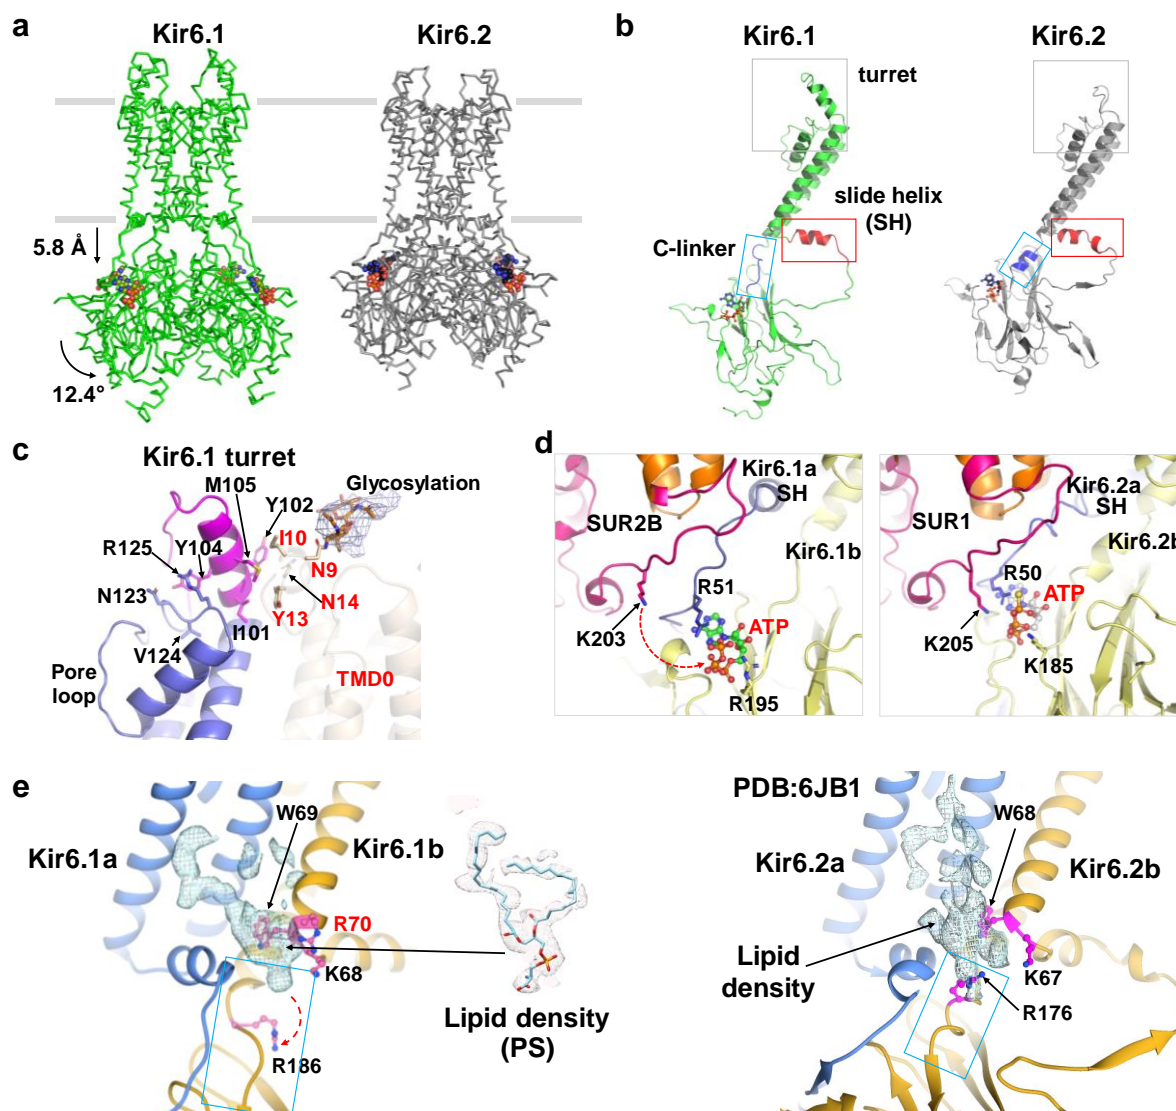 a
Kir6.1
Kir6.2
5.8 Å
12.4°
b
Kir6.1
Kir6.2
turret
slide helix
(SH)
C-linker
c
Kir6.1 turret
M105
Y102
Glycosylation
I10
R125
Y104
N9
N123
N14
Y13
I101
V124
Pore
loop
TMD0
d
Kir6.1a
SH
SUR2B
Kir6.1b
R51
ATP
K203
R195
Kir6.2a
SH
SUR1
Kir6.2b
R50
ATP
K205
K185
e
W69
Kir6.1a
Kir6.1b
R70
K68
R186
Lipid density
(PS)
PDB:6JB1
W68
Kir6.2a
Kir6.2b
Lipid
density
K67
R176